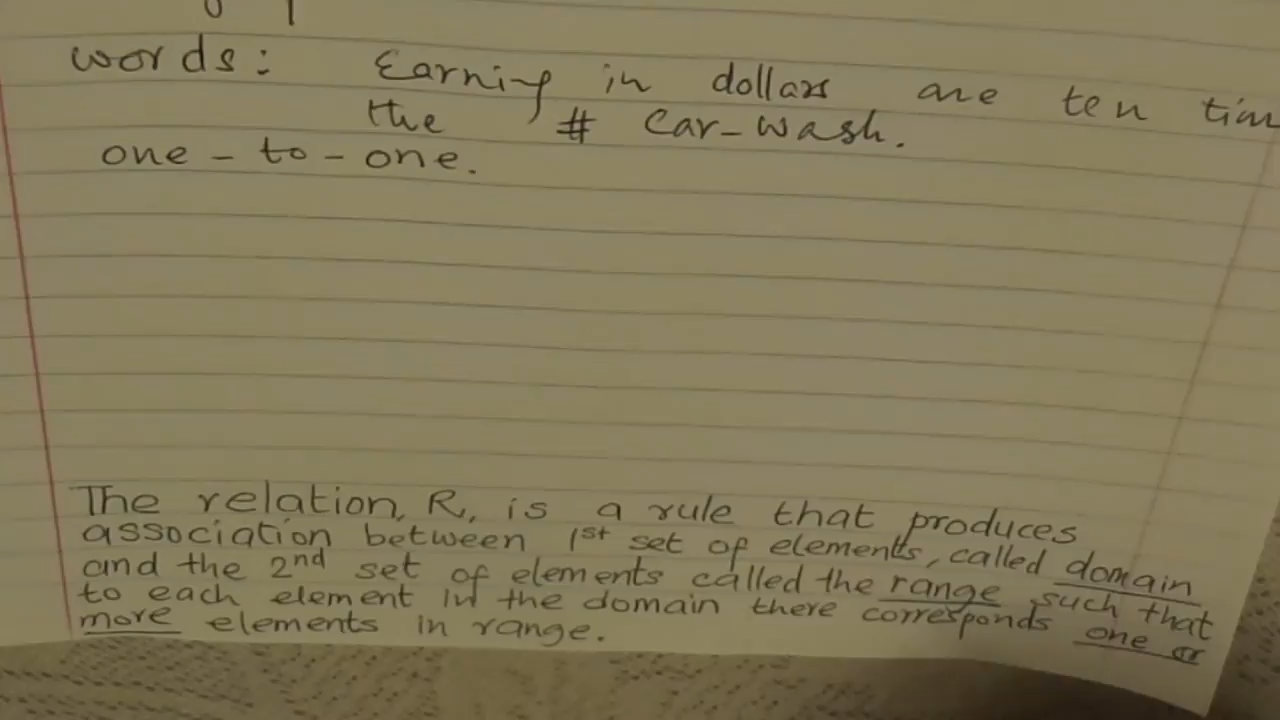 words: Earning in dollars are ten
the # Car-Wash.
one-to-one.
The relation, R, is a rule that produces
association between 1st set of elements, called domain
and the 2nd set of elements called the range such that
to each element in the domain there corresponds one or
more elements in range.